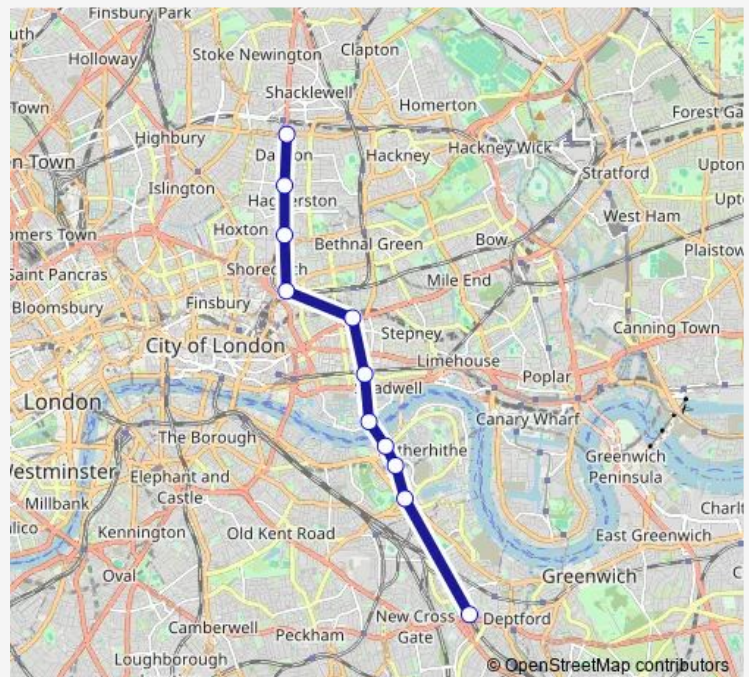 Finsbury Park
uth
Holloway
Stoke Newington
Clapton
Shacklewell
Town
Homerton
Forest Ga
Highbury
Hackney Wick
n Town
Hackney
Stratford
Upton
Islington
Haggerston
West Ham
Upt
omers Town
Hoxton
Bethnal Green
Bow
Plaistow
Saint Pancras
Mile End
Bloomsbury
Finsbury
Stepney
Canning Town
City of London
Limehouse
Poplar
adwell
London
Canary Wharf
The Borough
therhithe
Greenwich
Peninsula
estminster
Elephant and
Castle
Millbank
Charlt
lico
Kennington
Old Kent Road
East Greenwich
Oval
Greenwich
C
Camberwell
Peckham
New Cross
Gate
Deptford
Loughborough
© OpenStreetMap contributors